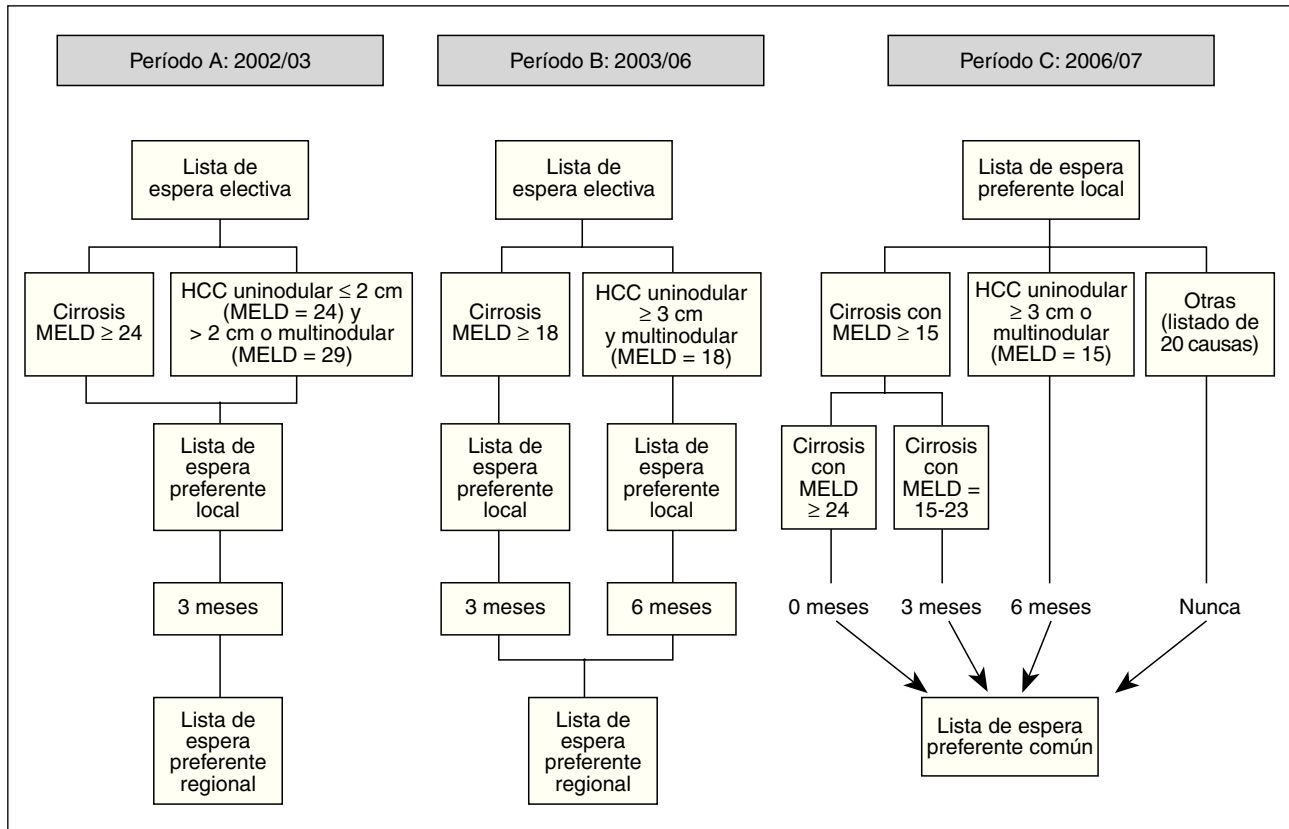 Período A: 2002/03
Lista de
espera electiva
Cirrosis
MELD ≥ 24
HCC uninodular ≤ 2 cm
(MELD = 24) y
> 2 cm o multinodular
(MELD = 29)
Lista de
espera
preferente
local
3 meses
Lista de
espera
preferente
regional
Período B: 2003/06
Lista de
espera electiva
Cirrosis
MELD ≥ 18
HCC uninodular
≥ 3 cm
y multinodular
(MELD = 18)
Lista de
espera
preferente
local
Lista de
espera
preferente
local
3 meses
6 meses
Lista de
espera
preferente
regional
Período C: 2006/07
Lista de espera
preferente local
Cirrosis con
MELD ≥ 15
HCC uninodular
≥ 3 cm o
multinodular
(MELD = 15)
Otras
(listado de
20 causas)
Cirrosis
con
MELD
≥ 24
Cirrosis
con
MELD =
15-23
0 meses
3 meses
6 meses
Nunca
Lista de espera
preferente común